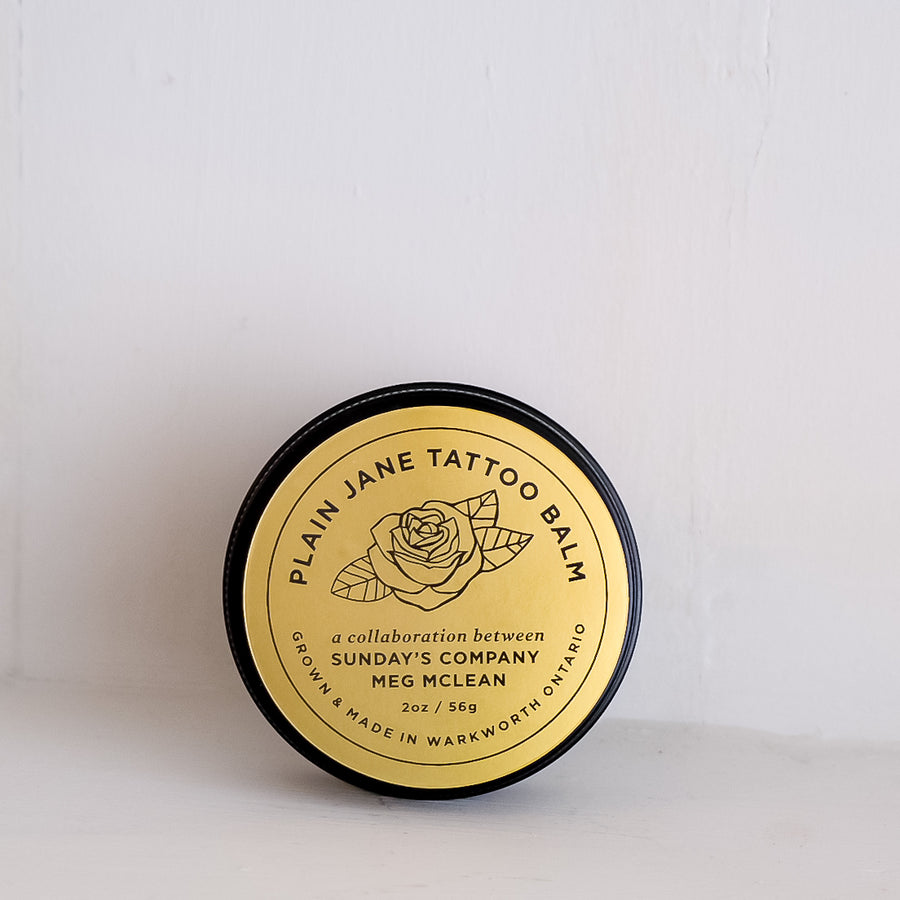 PLAIN JANE TATTOO BALM
a collaboration between
SUNDAY'S COMPANY
MEG MCLEAN
2oz / 56g
GROWN & MADE IN WARKWORTH ONTARIO